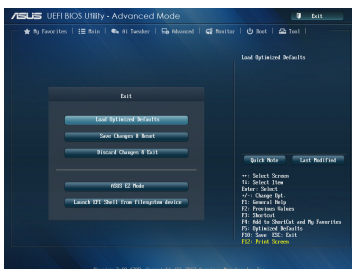 ASUS UEFI BIOS Utility - Advanced Mode
Exit
My Favorites Main Ai Tweaker Advanced Monitor Boot Tool
Load Optimized Defaults
Exit
Load Optimized Defaults
Save Changes & Reset
Discard Changes & Exit
ASUS EZ Mode
Launch EFI Shell from filesystem device
Quick Note Last Modified
→←: Select Screen
↑↓: Select Item
Enter: Select
+/-: Change Opt.
F1: General Help
F2: Previous Values
F3: Shortcut
F4: Add to ShortCut and My Favorites
F5: Optimized Defaults
F10: Save ESC: Exit
F12: Print Screen